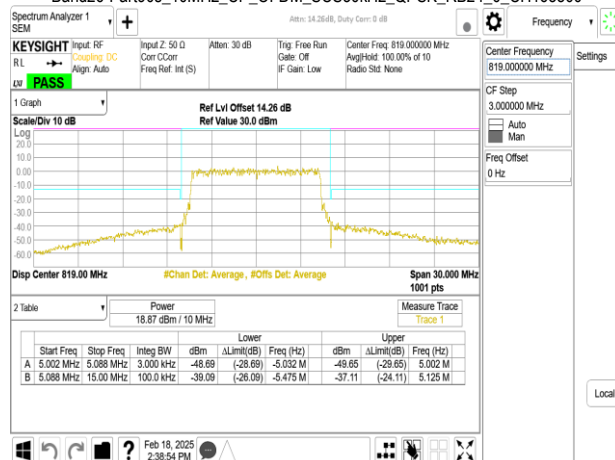 Spectrum Analyzer 1
SEM
Attn: 14.26dB, Duty Corr: 0 dB
Frequency
KEYSIGHT
RL
LXI
PASS
Input: RF
Coupling: DC
Align: Auto
Input Z: 50 Ω
Corr CCorr
Freq Ref: Int (S)
Atten: 30 dB
Trig: Free Run
Gate: Off
IF Gain: Low
Center Freq: 819.000000 MHz
Avg|Hold: 100.00% of 10
Radio Std: None
Center Frequency
819.000000 MHz
Settings
CF Step
3.000000 MHz
Auto
Man
Freq Offset
0 Hz
1 Graph
Scale/Div 10 dB
Ref Lvl Offset 14.26 dB
Ref Value 30.0 dBm
Log
20.0
10.0
0.00
-10.0
-20.0
-30.0
-40.0
-50.0
-60.0
Disp Center 819.00 MHz
#Chan Det: Average, #Offs Det: Average
Span 30.000 MHz
1001 pts
2 Table
Power
18.87 dBm / 10 MHz
Measure Trace
Trace 1
Lower Upper
Start Freq Stop Freq Integ BW dBm ΔLimit(dB) Freq (Hz) dBm ΔLimit(dB) Freq (Hz)
A 5.002 MHz 5.088 MHz 3.000 kHz -48.69 (-28.69) -5.032 M -49.65 (-29.65) 5.002 M
B 5.088 MHz 15.00 MHz 100.0 kHz -39.09 (-26.09) -5.475 M -37.11 (-24.11) 5.125 M
Local
?
Feb 18, 2025
2:38:54 PM